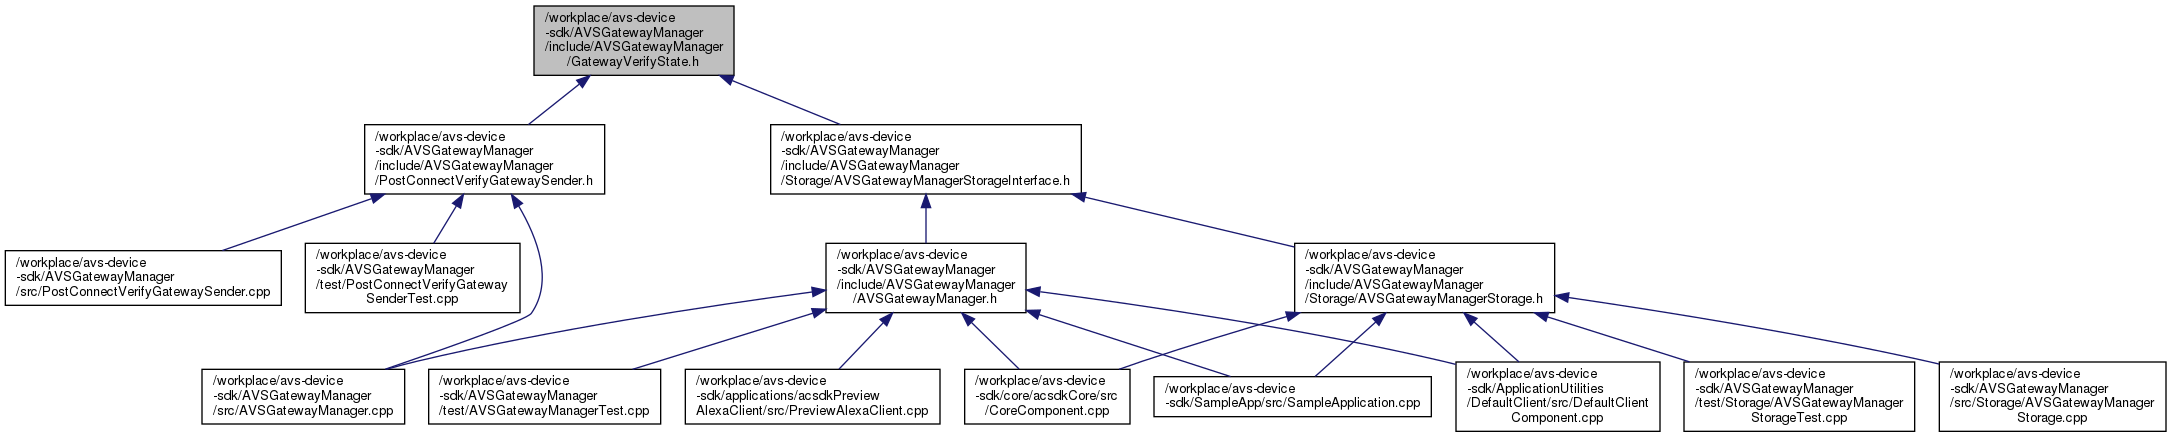 /workplace/avs-device
-sdk/AVSGatewayManager
/include/AVSGatewayManager
/GatewayVerifyState.h
/workplace/avs-device
-sdk/AVSGatewayManager
/include/AVSGatewayManager
/PostConnectVerifyGatewaySender.h
/workplace/avs-device
-sdk/AVSGatewayManager
/include/AVSGatewayManager
/Storage/AVSGatewayManagerStorageInterface.h
/workplace/avs-device
-sdk/AVSGatewayManager
/src/PostConnectVerifyGatewaySender.cpp
/workplace/avs-device
-sdk/AVSGatewayManager
/test/PostConnectVerifyGateway
SenderTest.cpp
/workplace/avs-device
-sdk/AVSGatewayManager
/include/AVSGatewayManager
/AVSGatewayManager.h
/workplace/avs-device
-sdk/AVSGatewayManager
/include/AVSGatewayManager
/Storage/AVSGatewayManagerStorage.h
/workplace/avs-device
-sdk/AVSGatewayManager
/src/AVSGatewayManager.cpp
/workplace/avs-device
-sdk/AVSGatewayManager
/test/AVSGatewayManagerTest.cpp
/workplace/avs-device
-sdk/applications/acsdkPreview
AlexaClient/src/PreviewAlexaClient.cpp
/workplace/avs-device
-sdk/core/acsdkCore/src
/CoreComponent.cpp
/workplace/avs-device
-sdk/SampleApp/src/SampleApplication.cpp
/workplace/avs-device
-sdk/ApplicationUtilities
/DefaultClient/src/DefaultClient
Component.cpp
/workplace/avs-device
-sdk/AVSGatewayManager
/test/Storage/AVSGatewayManager
StorageTest.cpp
/workplace/avs-device
-sdk/AVSGatewayManager
/src/Storage/AVSGatewayManager
Storage.cpp